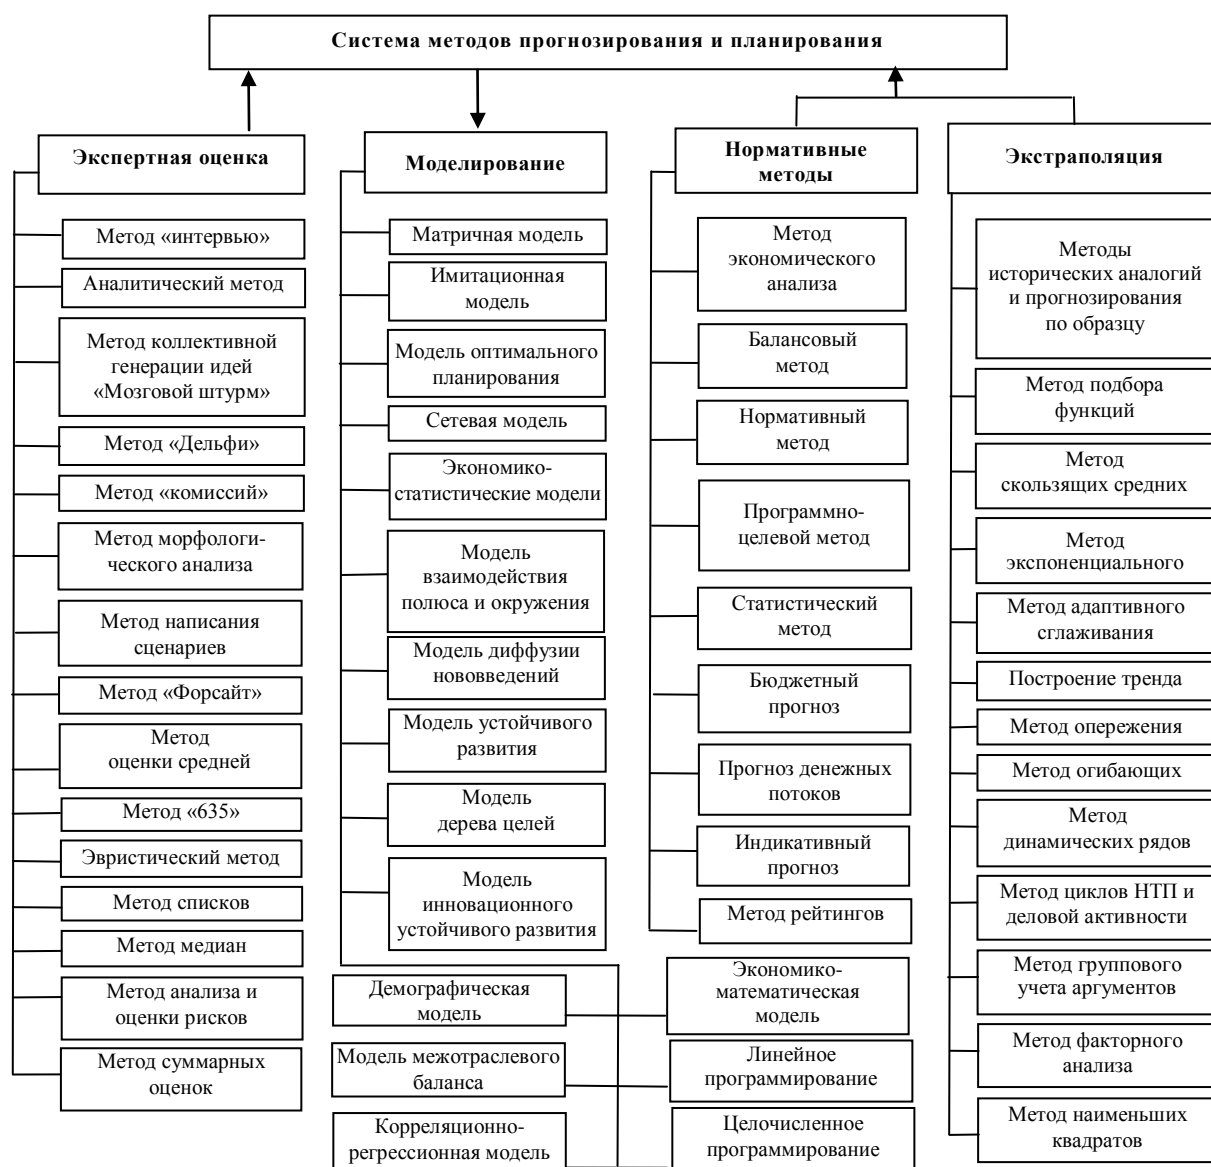 Система методов прогнозирования и планирования
Экспертная оценка
Метод «интервью»
Аналитический метод
Метод коллективной
генерации идей
«Мозговой штурм»
Метод «Дельфи»
Метод «комиссий»
Метод морфологи-
ческого анализа
Метод написания
сценариев
Метод «Форсайт»
Метод
оценки средней
Метод «635»
Эвристический метод
Метод списков
Метод медиан
Метод анализа и
оценки рисков
Метод суммарных
оценок
Моделирование
Матричная модель
Имитационная
модель
Модель оптимального
планирования
Сетевая модель
Экономико-
статистические модели
Модель
взаимодействия
полюса и окружения
Модель диффузии
нововведений
Модель устойчивого
развития
Модель
дерева целей
Модель
инновационного
устойчивого развития
Демографическая
модель
Модель межотраслевого
баланса
Корреляционно-
регрессионная модель
Экономико-
математическая
модель
Линейное
программирование
Целочисленное
программирование
Нормативные
методы
Метод
экономического
анализа
Балансовый
метод
Нормативный
метод
Программно-
целевой метод
Статистический
метод
Бюджетный
прогноз
Прогноз денежных
потоков
Индикативный
прогноз
Метод рейтингов
Экстраполяция
Методы
исторических аналогий
и прогнозирования
по образцу
Метод подбора
функций
Метод
скользящих средних
Метод
экспоненциального
Метод адаптивного
сглаживания
Построение тренда
Метод опережения
Метод огибающих
Метод
динамических рядов
Метод циклов НТП и
деловой активности
Метод группового
учета аргументов
Метод факторного
анализа
Метод наименьших
квадратов